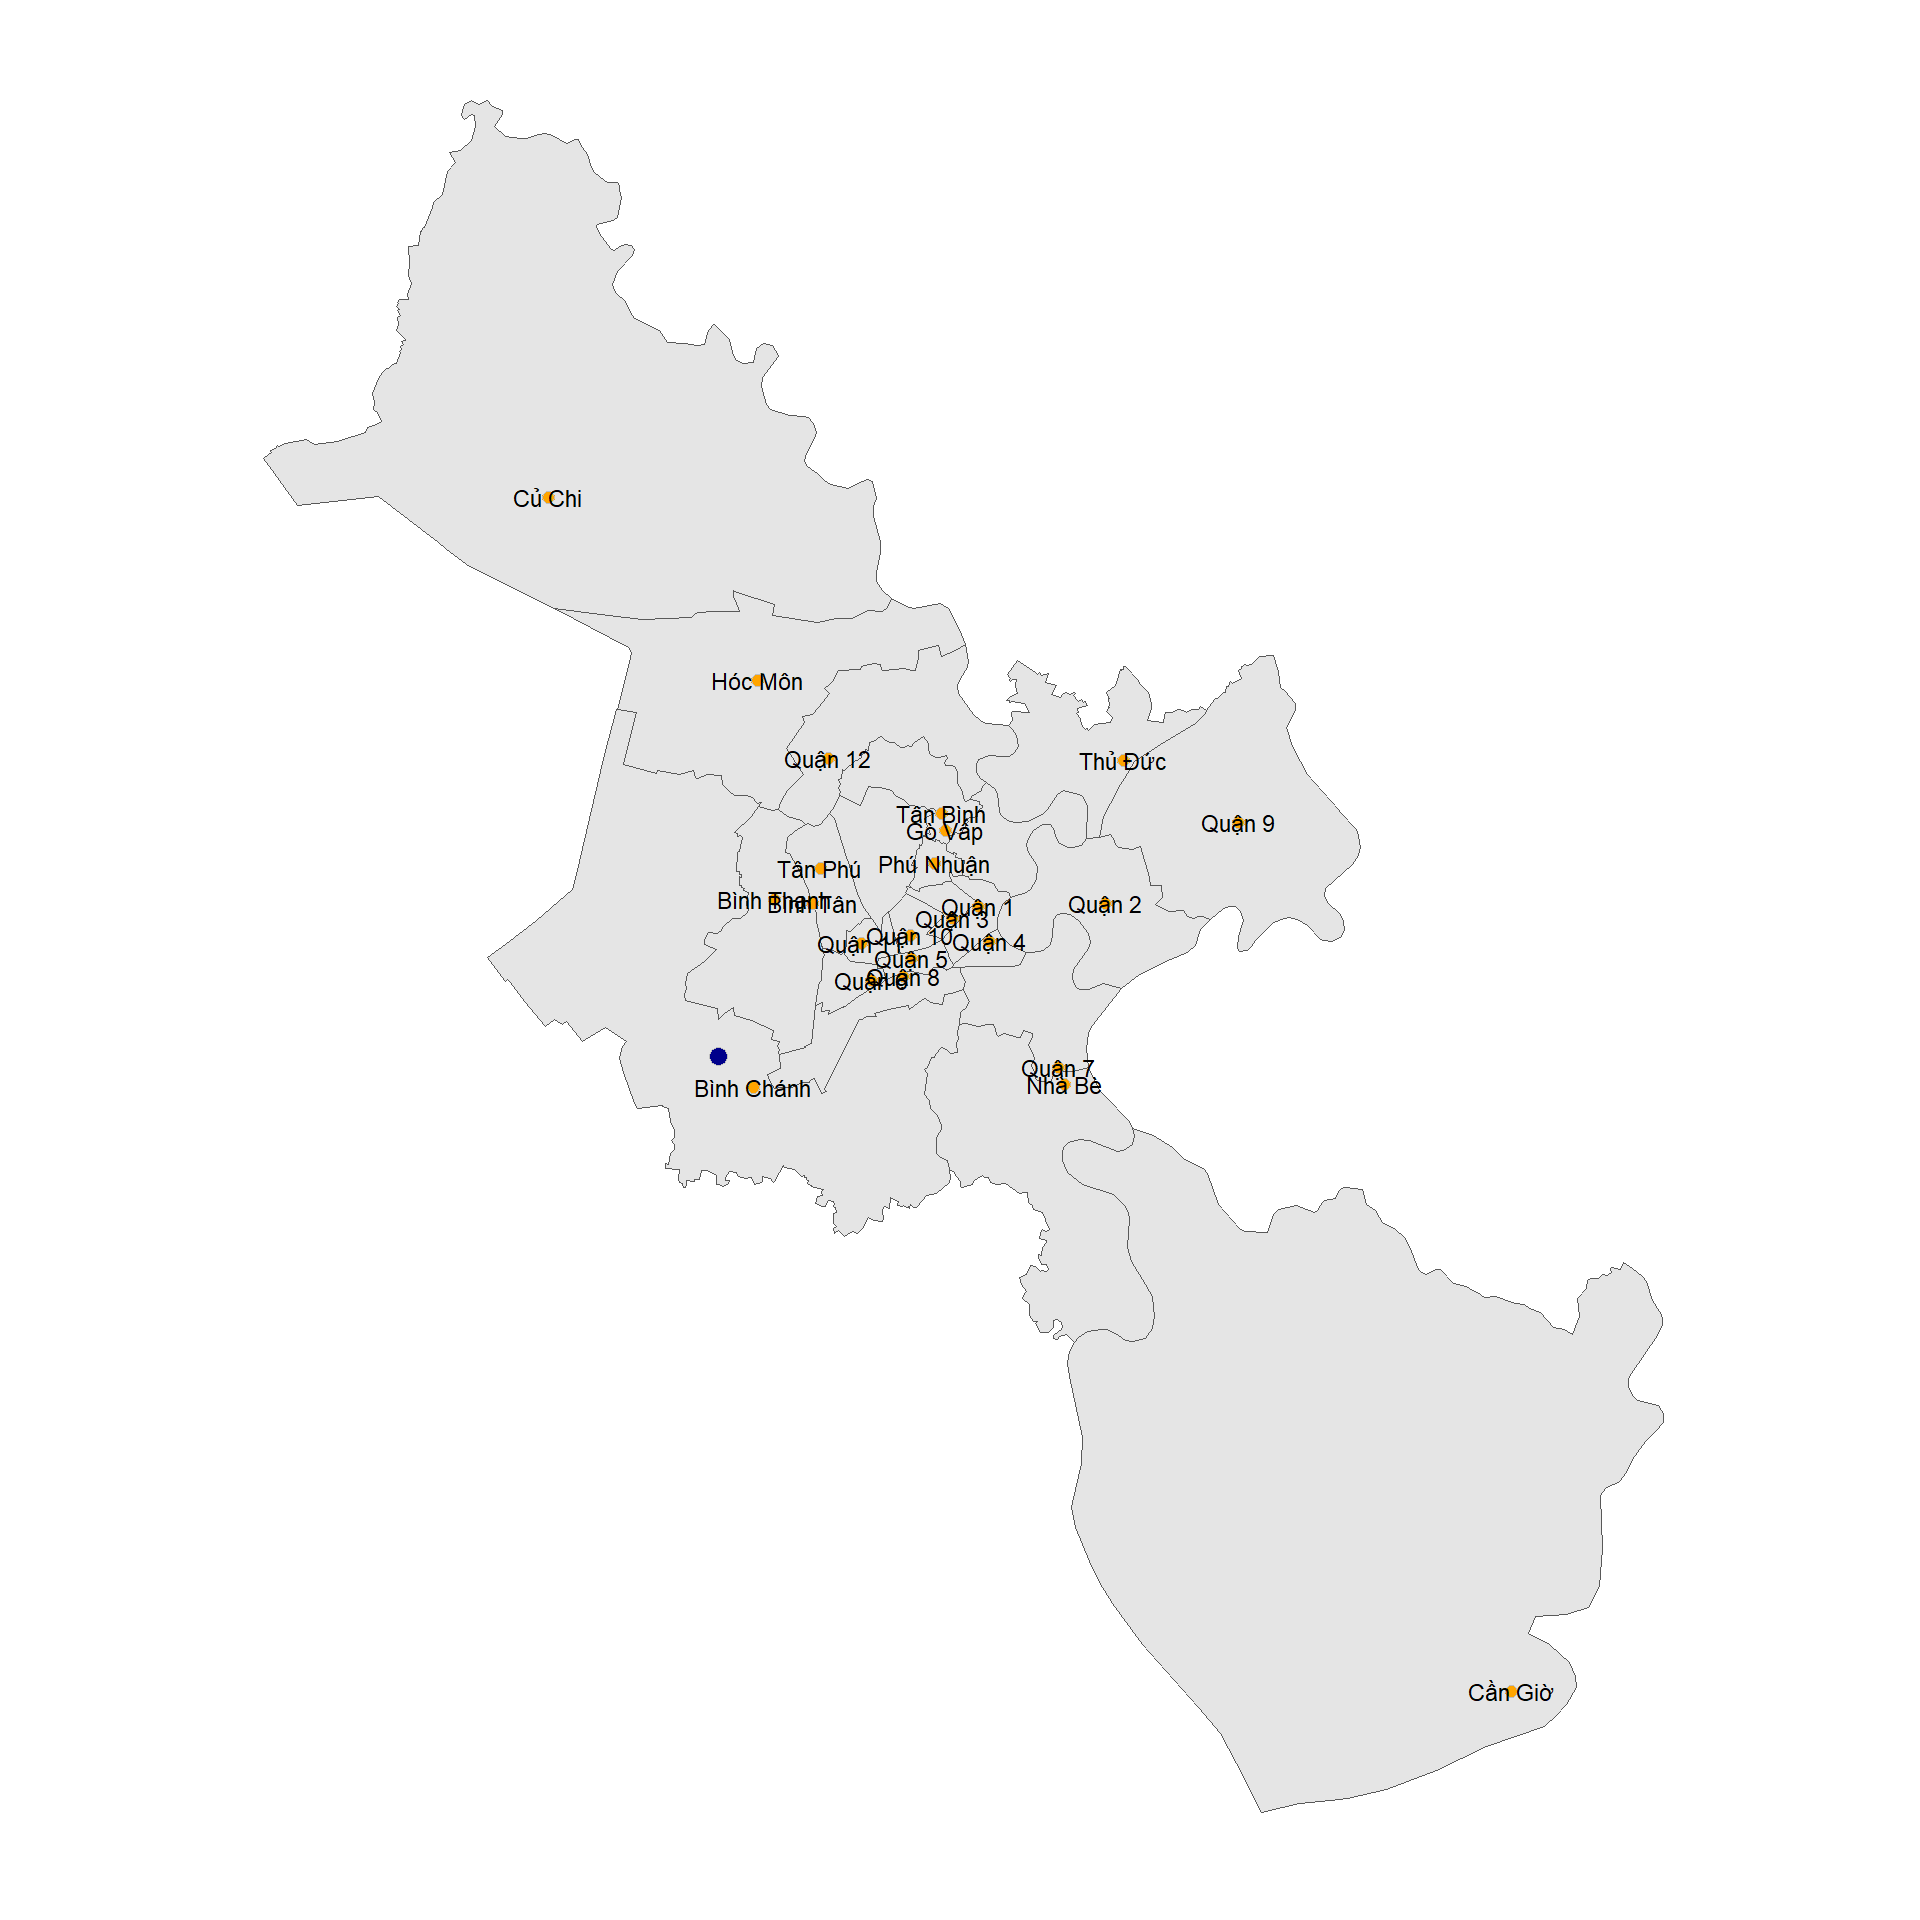 Củ Chi
Hóc Môn
Quận 12
Thủ Đức
Tân Bình
Quận 9
Gò Vấp
Phú Nhuận
Tân Phú
Bình Thạnh
Bình Tân
Quận 2
Quận 1
Quận 3
Quận 10
Quận 4
Quận 11
Quận 5
Quận 8
Quận 6
Quận 7
Nhà Bè
Bình Chánh
Cần Giờ